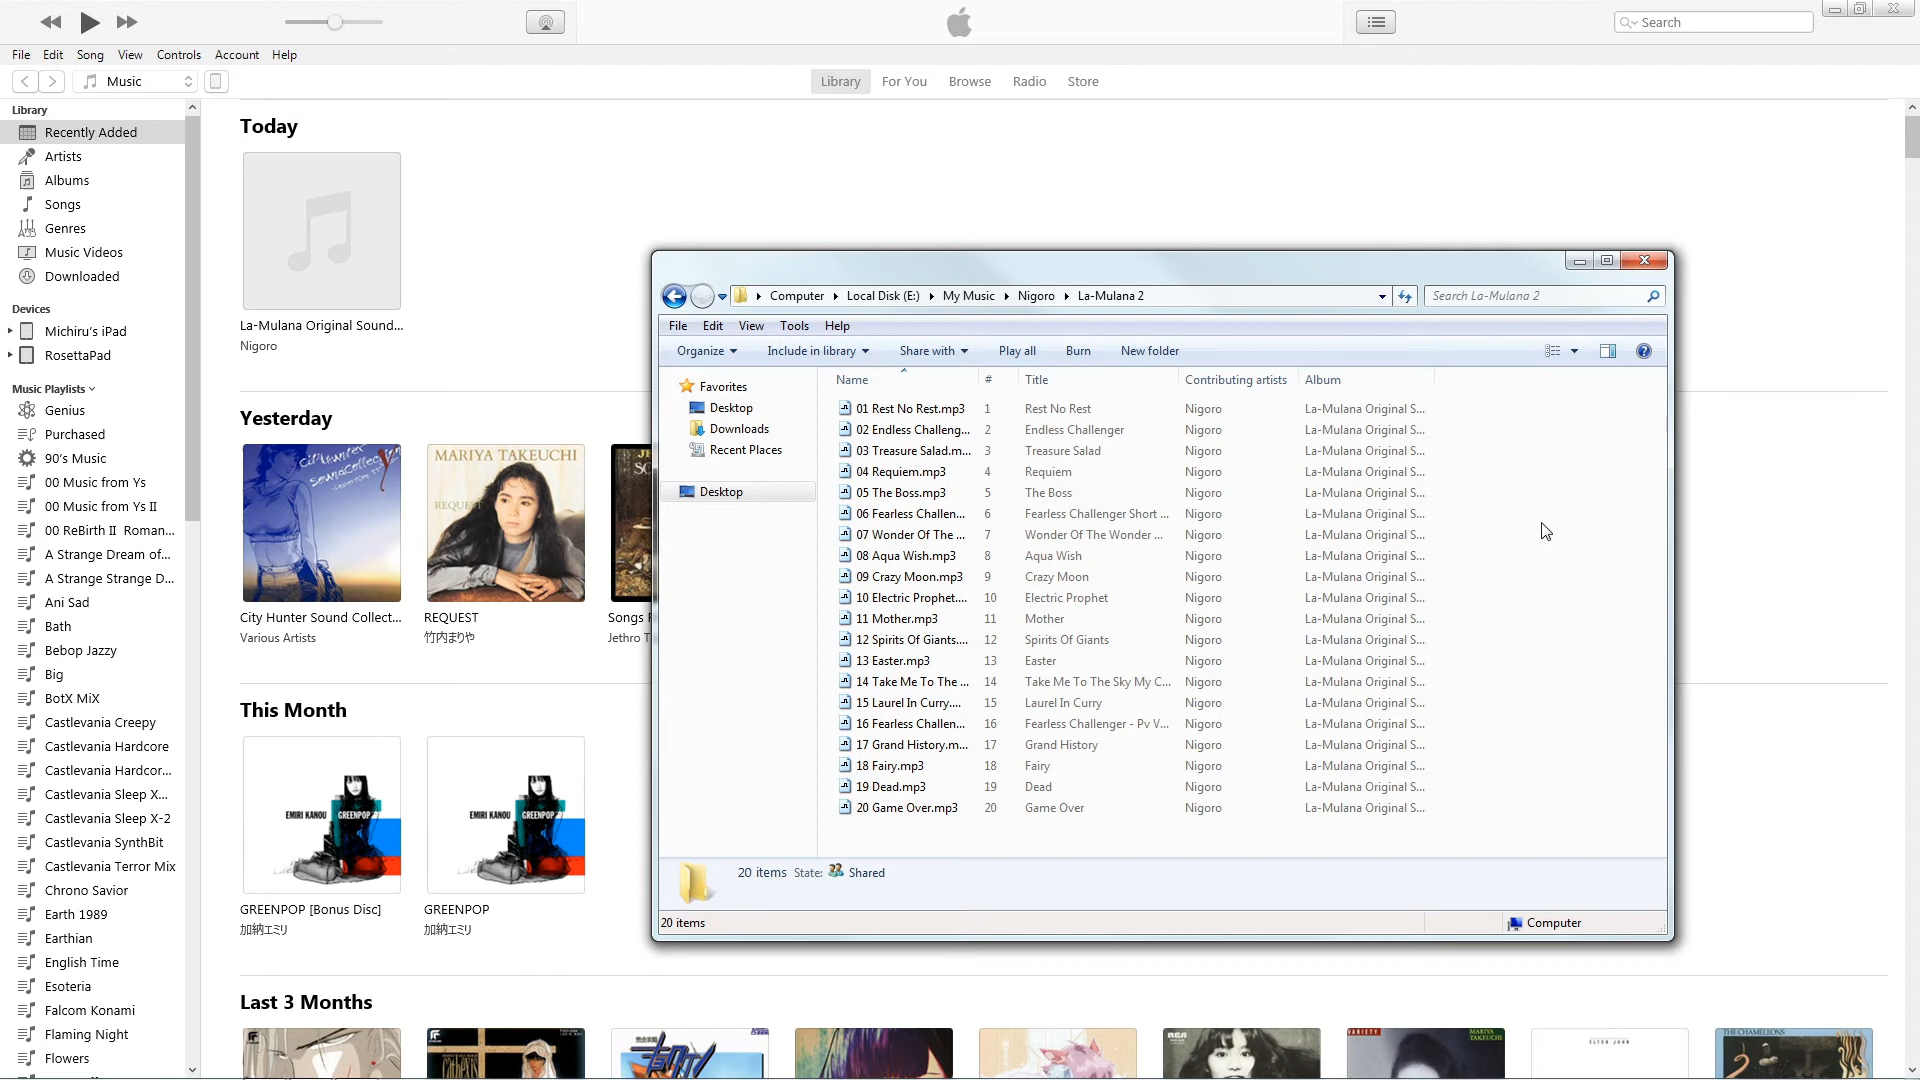 Search
File Edit Song View Controls Account Help
Music
Library For You Browse Radio Store
Library
Recently Added
Artists
Albums
Songs
Genres
Music Videos
Downloaded
Devices
Michiru's iPad
RosettaPad
Music Playlists
Genius
Purchased
90's Music
00 Music from Ys
00 Music from Ys II
00 ReBirth II Roman...
A Strange Dream of...
A Strange Strange D...
Ani Sad
Bath
Bebop Jazzy
Big
BotX MiX
Castlevania Creepy
Castlevania Hardcore
Castlevania Hardcor...
Castlevania Sleep X...
Castlevania Sleep X-2
Castlevania SynthBit
Castlevania Terror Mix
Chrono Savior
Earth 1989
Earthian
English Time
Esoteria
Falcom Konami
Flaming Night
Flowers
Today
La-Mulana Original Sound...
Nigoro
Yesterday
City Hunter
Sound Collection
MARIYA TAKEUCHI
REQUEST
City Hunter Sound Collect...
Various Artists
REQUEST
竹内まりや
Songs
Jethro T
This Month
EMIRI KANOU GREENPOP
EMIRI KANOU GREENPOP
GREENPOP [Bonus Disc]
加納エミリ
GREENPOP
加納エミリ
Last 3 Months
RCA
VARIETY
MARIYA TAKEUCHI
ELTON JOHN
THE CHAMELEONS
Computer Local Disk (E:) My Music Nigoro La-Mulana 2
Search La-Mulana 2
File Edit View Tools Help
Organize Include in library Share with Play all Burn New folder
Favorites
Desktop
Downloads
Recent Places
Desktop
Name # Title Contributing artists Album
01 Rest No Rest.mp3 1 Rest No Rest Nigoro La-Mulana Original S...
02 Endless Challeng... 2 Endless Challenger Nigoro La-Mulana Original S...
03 Treasure Salad.m... 3 Treasure Salad Nigoro La-Mulana Original S...
04 Requiem.mp3 4 Requiem Nigoro La-Mulana Original S...
05 The Boss.mp3 5 The Boss Nigoro La-Mulana Original S...
06 Fearless Challen... 6 Fearless Challenger Short ... Nigoro La-Mulana Original S...
07 Wonder Of The ... 7 Wonder Of The Wonder ... Nigoro La-Mulana Original S...
08 Aqua Wish.mp3 8 Aqua Wish Nigoro La-Mulana Original S...
09 Crazy Moon.mp3 9 Crazy Moon Nigoro La-Mulana Original S...
10 Electric Prophet.... 10 Electric Prophet Nigoro La-Mulana Original S...
11 Mother.mp3 11 Mother Nigoro La-Mulana Original S...
12 Spirits Of Giants.... 12 Spirits Of Giants Nigoro La-Mulana Original S...
13 Easter.mp3 13 Easter Nigoro La-Mulana Original S...
14 Take Me To The ... 14 Take Me To The Sky My C... Nigoro La-Mulana Original S...
15 Laurel In Curry.... 15 Laurel In Curry Nigoro La-Mulana Original S...
16 Fearless Challen... 16 Fearless Challenger - Pv V... Nigoro La-Mulana Original S...
17 Grand History.m... 17 Grand History Nigoro La-Mulana Original S...
18 Fairy.mp3 18 Fairy Nigoro La-Mulana Original S...
19 Dead.mp3 19 Dead Nigoro La-Mulana Original S...
20 Game Over.mp3 20 Game Over Nigoro La-Mulana Original S...
20 items State: Shared
20 items
Computer